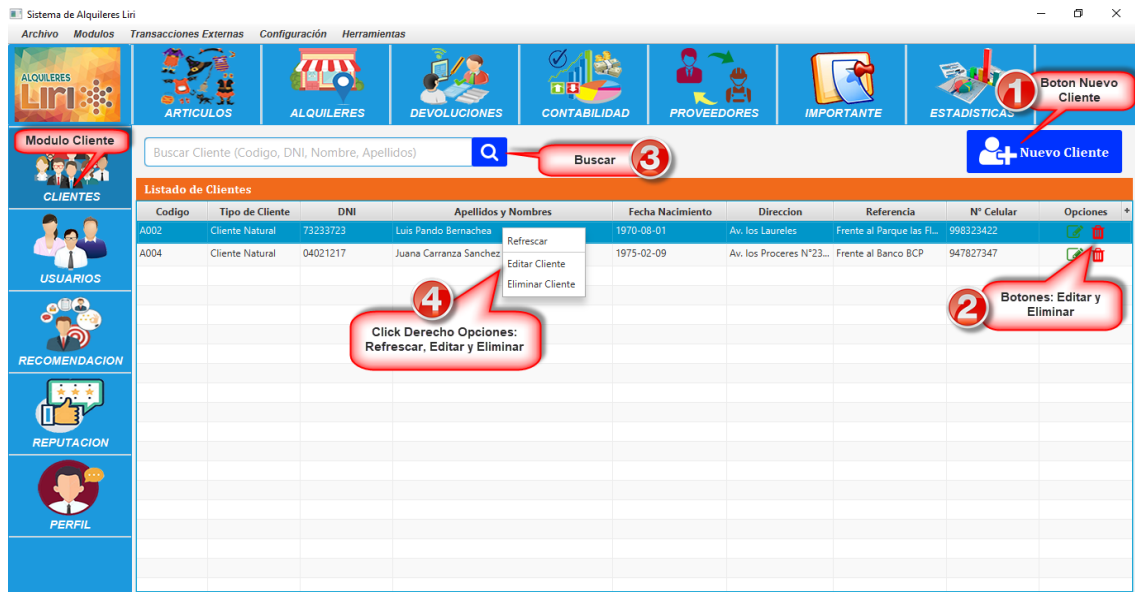 Sistema de Alquileres Liri
Archivo Modulos Transacciones Externas Configuración Herramientas
ALQUILERES
Liri
ARTICULOS
ALQUILERES
DEVOLUCIONES
CONTABILIDAD
PROVEEDORES
IMPORTANTE
ESTADISTICAS
1
Boton Nuevo
Cliente
Modulo Cliente
CLIENTES
USUARIOS
RECOMENDACION
REPUTACION
PERFIL
Buscar Cliente (Codigo, DNI, Nombre, Apellidos)
Buscar
3
Nuevo Cliente
Listado de Clientes
Codigo Tipo de Cliente DNI Apellidos y Nombres Fecha Nacimiento Direccion Referencia N° Celular Opciones +
A002 Cliente Natural 73233723 Luis Pando Bernachea 1970-08-01 Av. los Laureles Frente al Parque las Fl... 998323422
A004 Cliente Natural 04021217 Juana Carranza Sanchez 1975-02-09 Av. los Proceres N°23... Frente al Banco BCP 947827347
Refrescar
Editar Cliente
Eliminar Cliente
4
Click Derecho Opciones:
Refrescar, Editar y Eliminar
2
Botones: Editar y
Eliminar